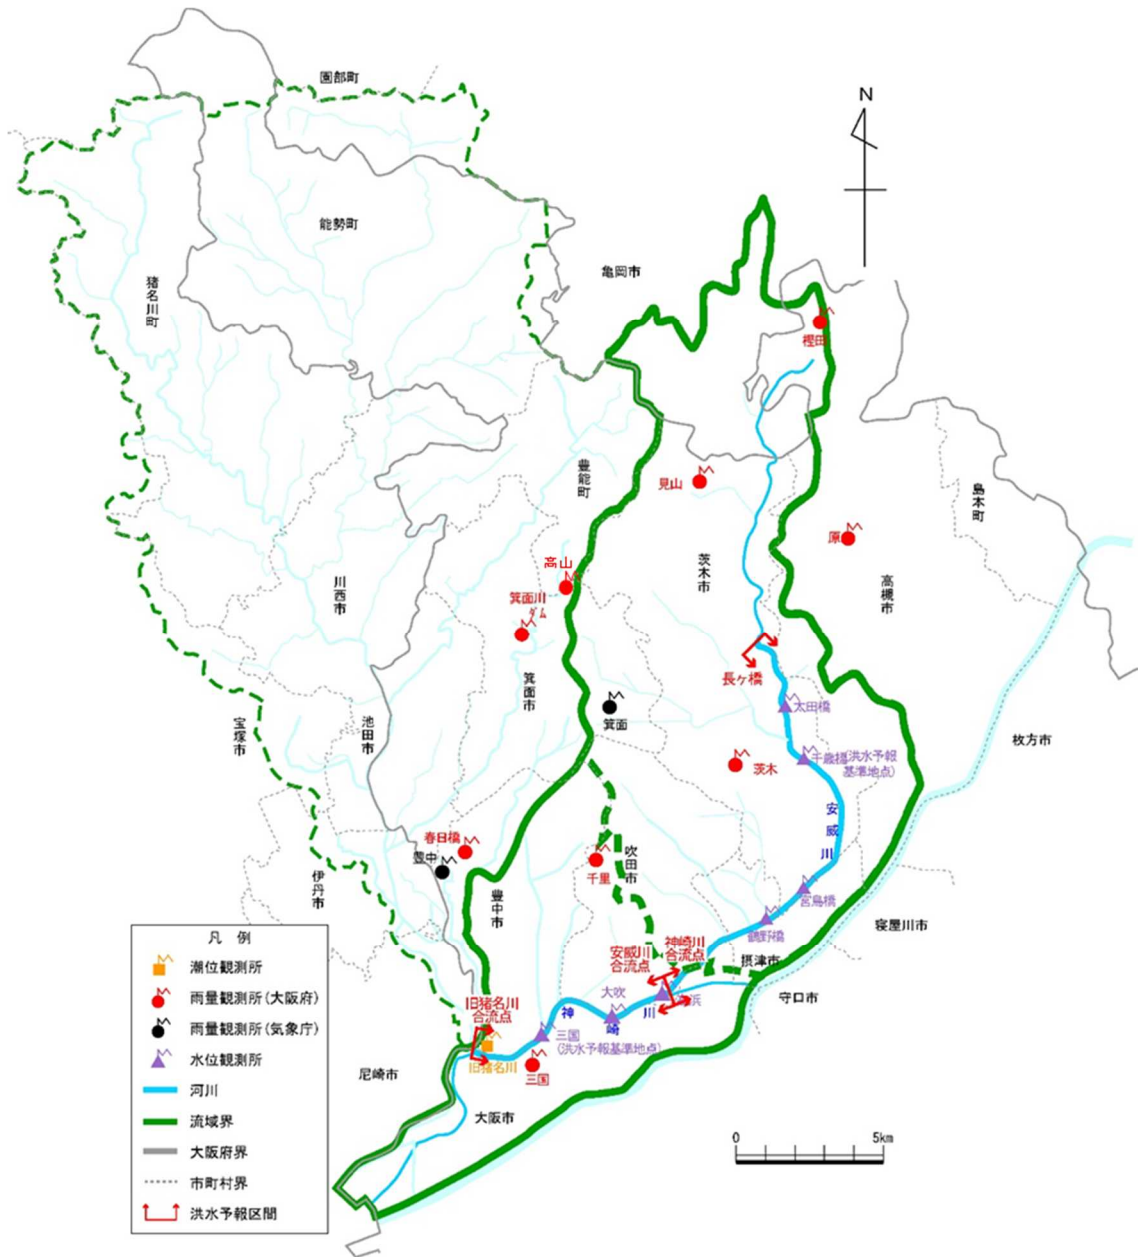 園部町
N
能勢町
亀岡市
猪名川町
樫田
豊能町
見山
島本町
原
茨木市
高槻市
高山
川西市
箕面川
ダム
長ヶ橋
箕面市
太田橋
箕面
宝塚市
池田市
枚方市
千歳橋(洪水予報
基準地点)
茨木
安威川
春日橋
豊中
吹田市
千里
伊丹市
豊中市
宮鳥橋
寝屋川市
鶴野橋
神崎川
合流点
安威川
合流点
摂津市
守口市
大吹
旧猪名川
合流点
神崎川
三国
(洪水予報基準地点)
旧猪名川
三国
尼崎市
大阪市
0
5km
凡例
潮位観測所
雨量観測所(大阪府)
雨量観測所(気象庁)
水位観測所
河川
流域界
大阪府界
市町村界
洪水予報区間